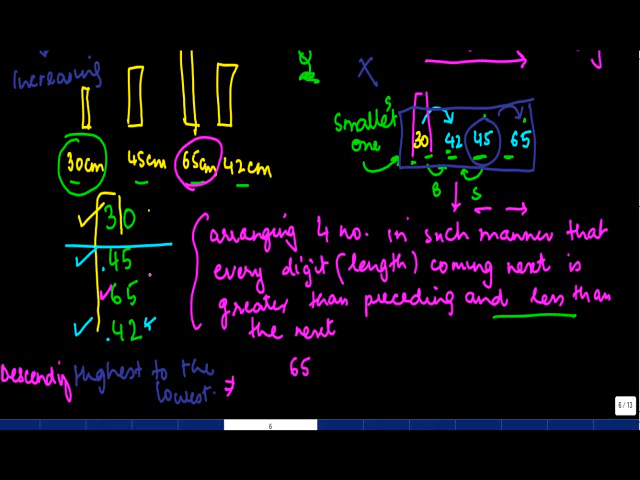 Increasing
Smallest
one
30 42 45 65
B S
30cm 45cm 65cm 42cm
30
45
65
42
arranging 4 no. in such manner that
every digit (length) coming next is
greater than preceding and less than
the next
Descending Highest to the
lowest. ⇒ 65
6 / 13
6